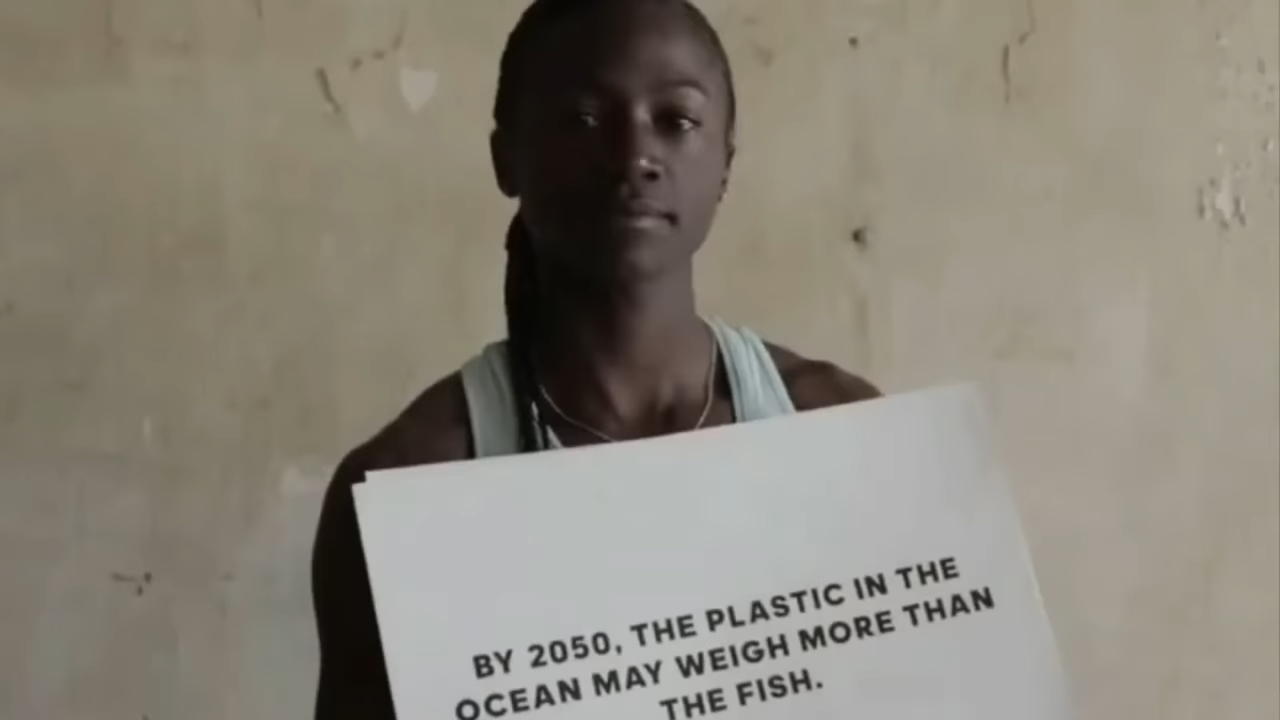 BY 2050, THE PLASTIC IN THE
OCEAN MAY WEIGH MORE THAN
THE FISH.